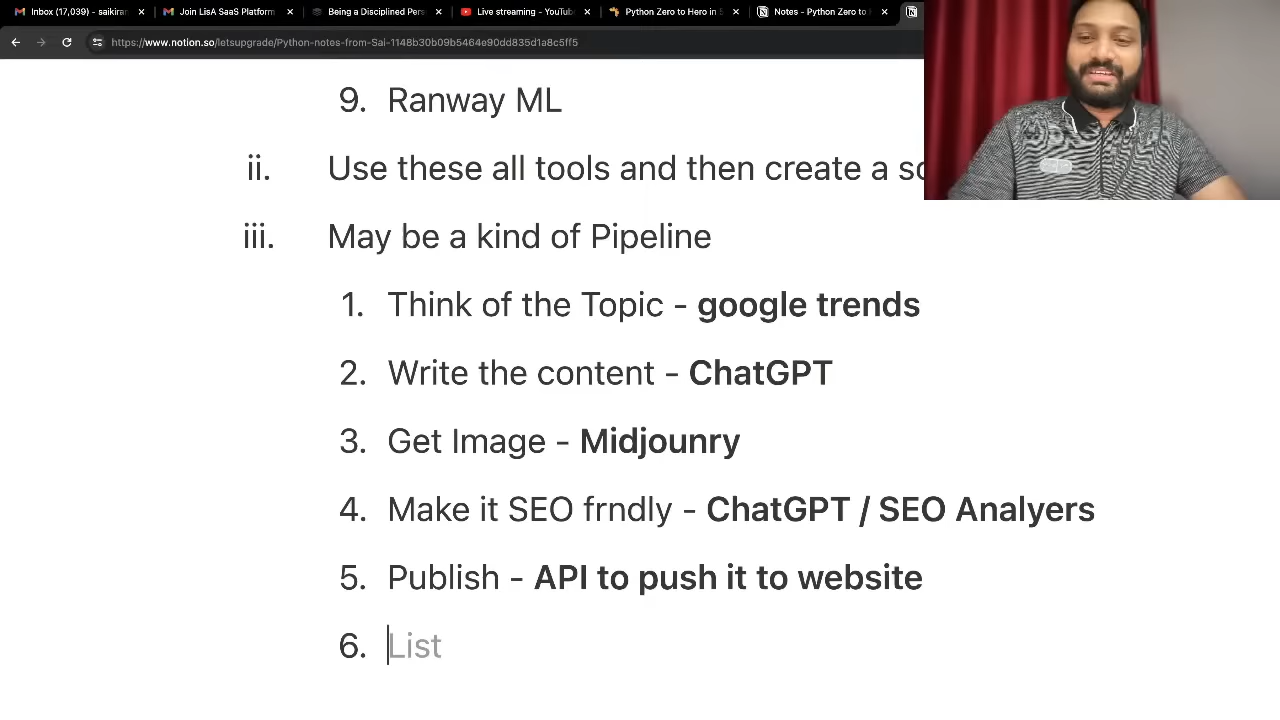 Inbox (17,039) - saikiran
Join LisA SaaS Platform
Being a Disciplined Pers
Live streaming - YouTub
Python Zero to Hero in 5
Notes - Python Zero to H
https://www.notion.so/letsupgrade/Python-notes-from-Sai-1148b30b09b5464e90dd835d1a8c5ff5
9. Ranway ML
ii. Use these all tools and then create a so
iii. May be a kind of Pipeline
1. Think of the Topic - google trends
2. Write the content - ChatGPT
3. Get Image - Midjounry
4. Make it SEO frndly - ChatGPT / SEO Analyers
5. Publish - API to push it to website
6. List